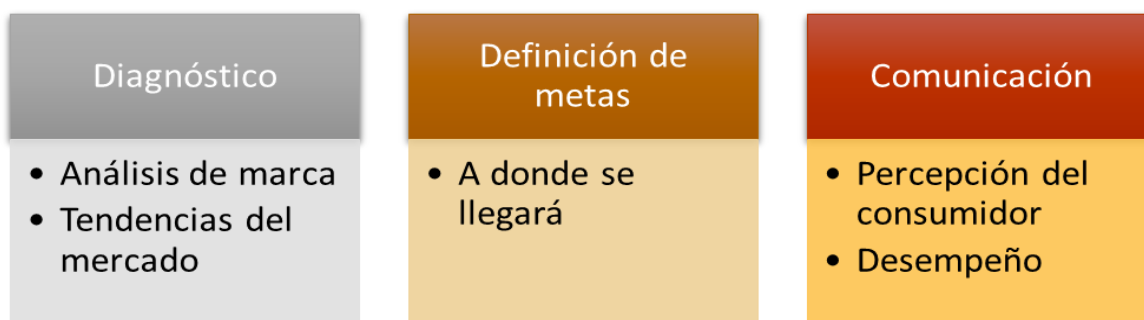 Diagnóstico
• Análisis de marca
• Tendencias del
mercado
Definición de
metas
• A donde se
llegará
Comunicación
• Percepción del
consumidor
• Desempeño